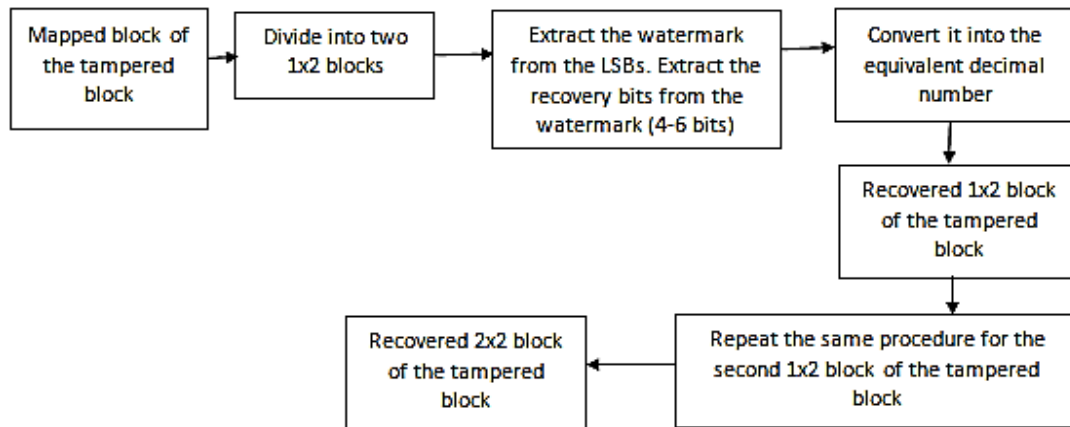 Mapped block of
the tampered
block
Divide into two
1x2 blocks
Extract the watermark
from the LSBs. Extract the
recovery bits from the
watermark (4-6 bits)
Convert it into the
equivalent decimal
number
Recovered 1x2 block
of the tampered
block
Repeat the same procedure for the
second 1x2 block of the tampered
block
Recovered 2x2 block
of the tampered
block